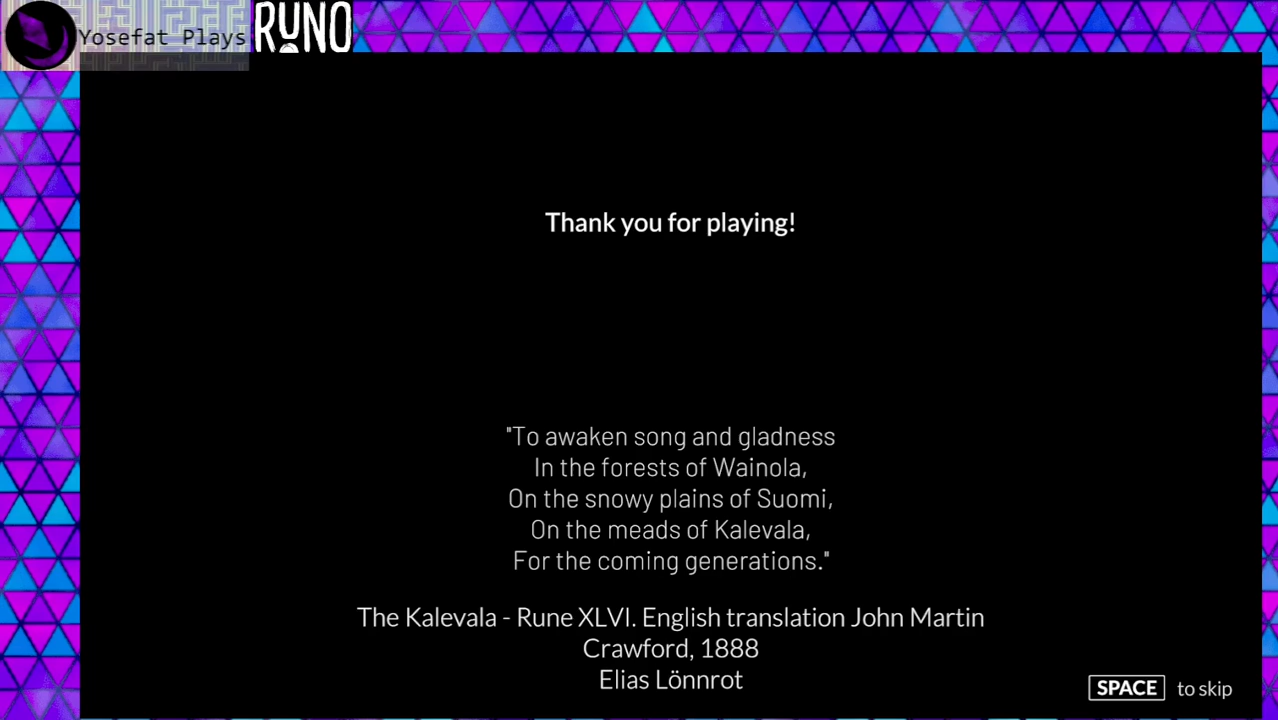 Yosefat Plays
RUNO
Thank you for playing!
"To awaken song and gladness
In the forests of Wainola,
On the snowy plains of Suomi,
On the meads of Kalevala,
For the coming generations."
The Kalevala - Rune XLVI. English translation John Martin
Crawford, 1888
Elias Lönnrot
SPACE to skip